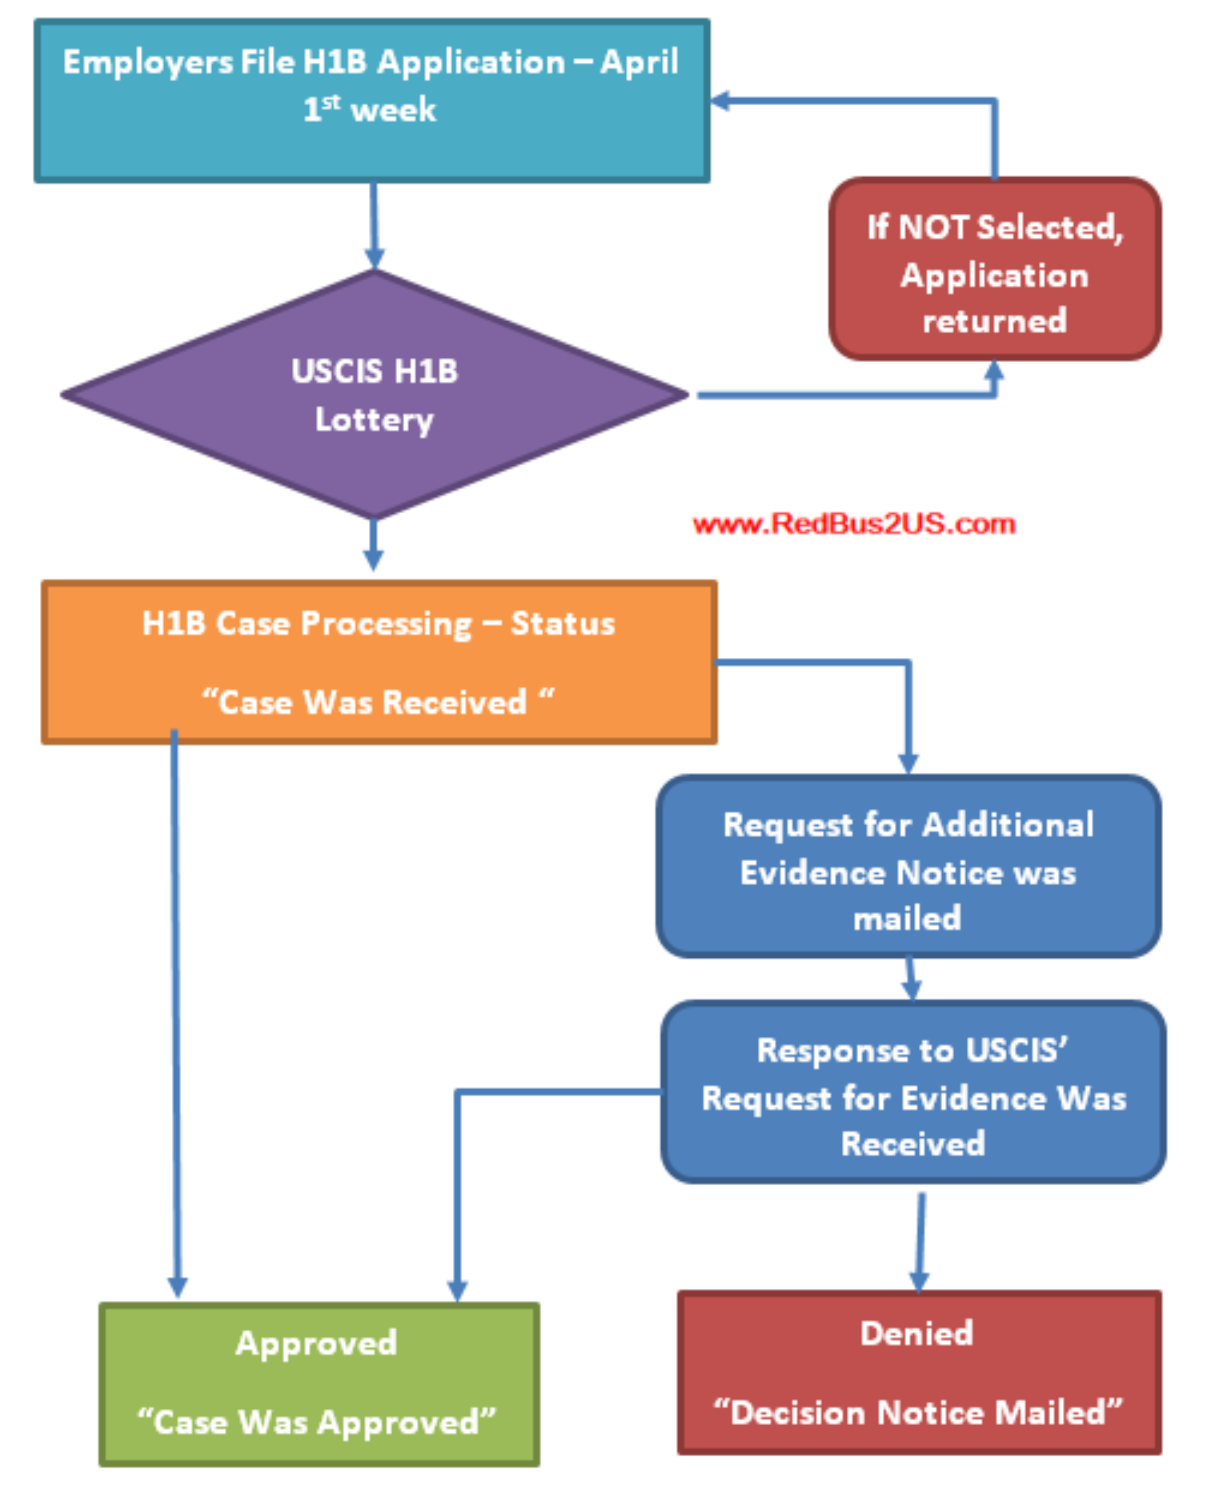 Employers File H1B Application – April
1st week
If NOT Selected,
Application
returned
USCIS H1B
Lottery
www.RedBus2US.com
H1B Case Processing – Status
“Case Was Received “
Request for Additional
Evidence Notice was
mailed
Response to USCIS’
Request for Evidence Was
Received
Approved
“Case Was Approved”
Denied
“Decision Notice Mailed”